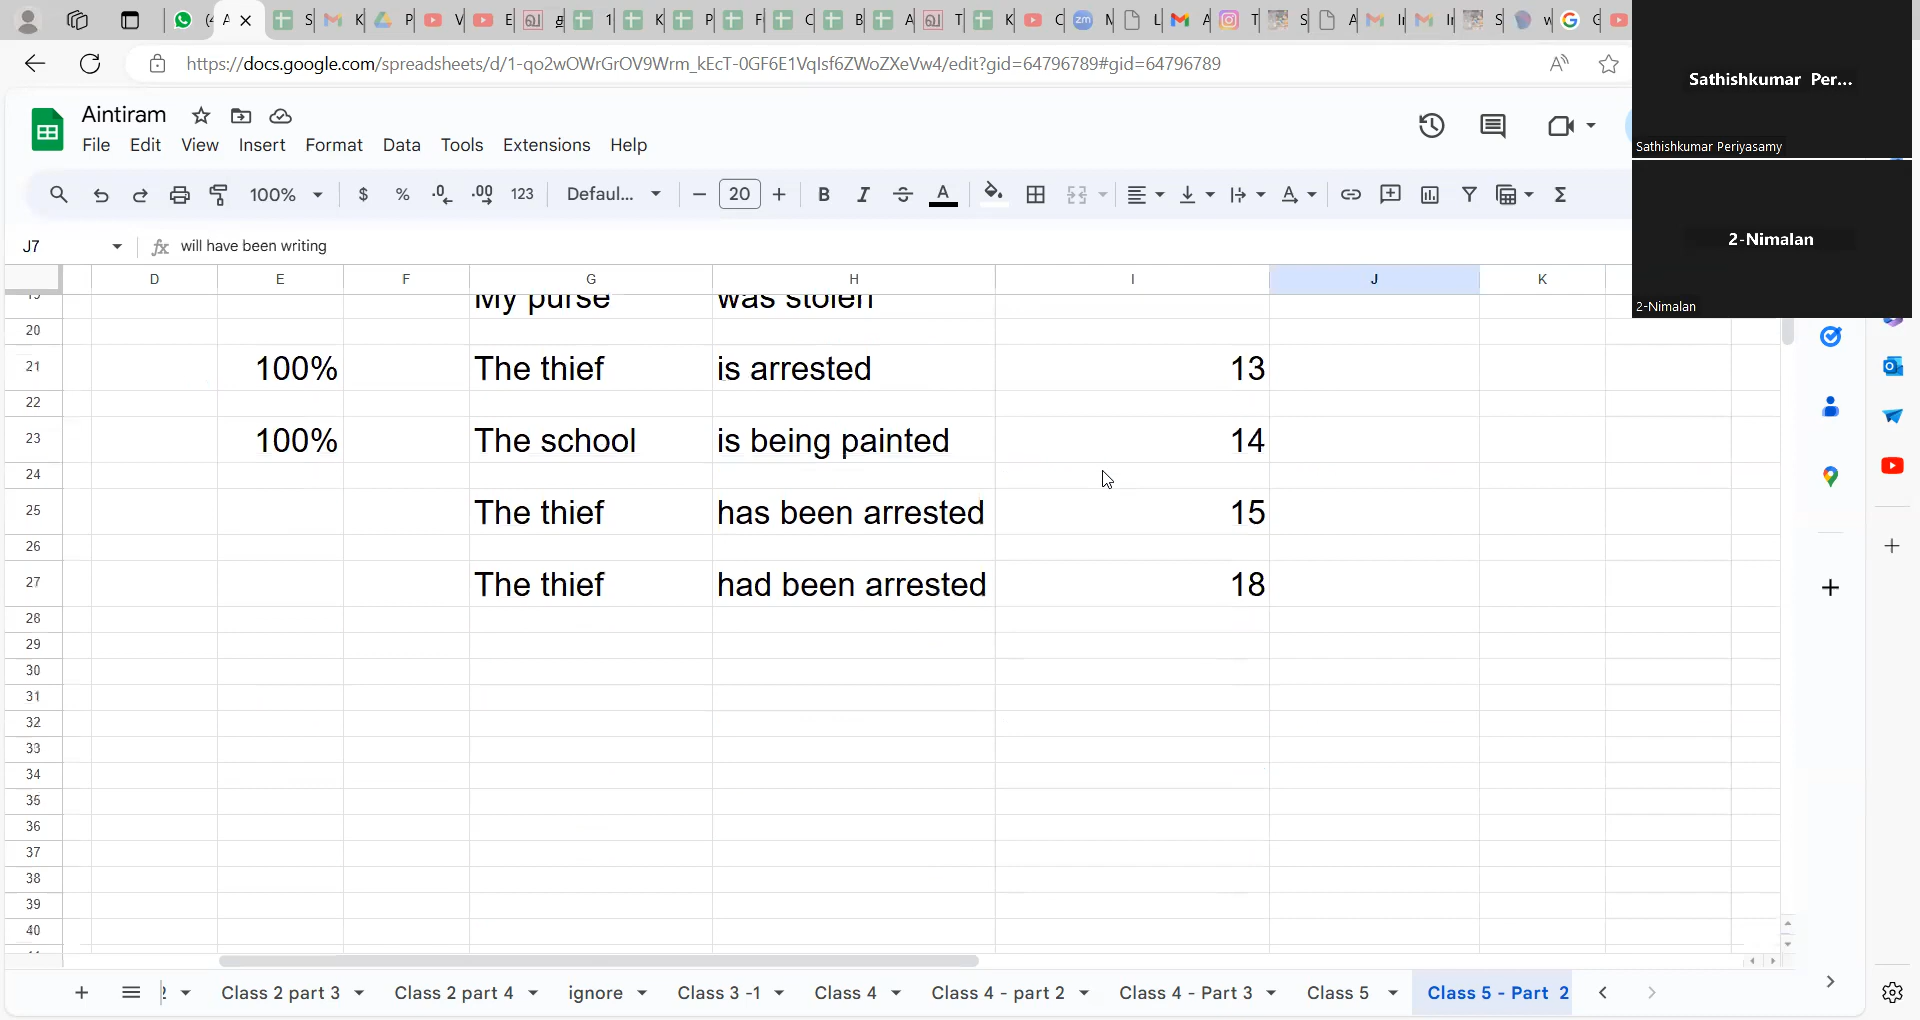 https://docs.google.com/spreadsheets/d/1-qo2wOWrGrOV9Wrm_kEcT-0GF6E1VqIsf6ZWoZXeVw4/edit?gid=64796789#gid=64796789
Sathishkumar Per...
Sathishkumar Periyasamy
2-Nimalan
2-Nimalan
Aintiram
File Edit View Insert Format Data Tools Extensions Help
100% $ % .0 .00 123 Defaul... 20
J7 will have been writing
D E F G H I J K
My purse was stolen
20
21 100% The thief is arrested 13
22
23 100% The school is being painted 14
24
25 The thief has been arrested 15
26
27 The thief had been arrested 18
28
29
30
31
32
33
34
35
36
37
38
39
40
Class 2 part 3 Class 2 part 4 ignore Class 3 -1 Class 4 Class 4 - part 2 Class 4 - Part 3 Class 5 Class 5 - Part 2